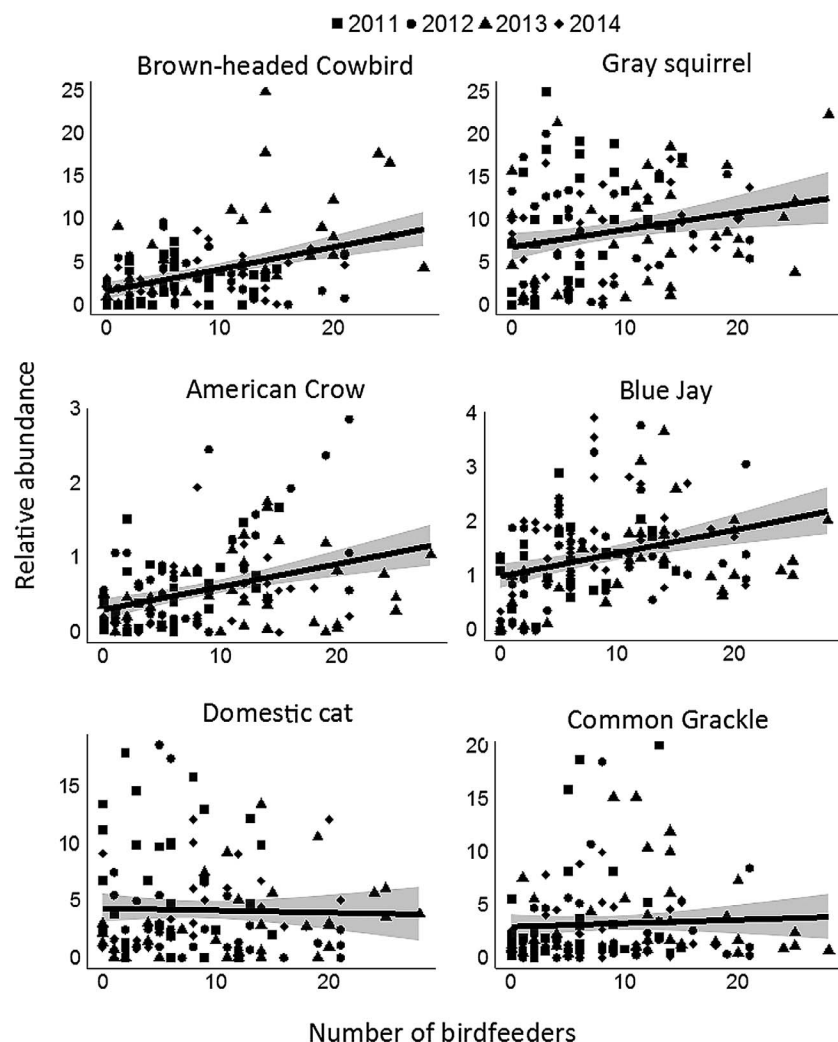 ■ 2011 ● 2012 ▲ 2013 ◆ 2014
Brown-headed Cowbird
25
20
15
10
5
0
0 10 20
Gray squirrel
25
20
15
10
5
0
0 10 20
Relative abundance
American Crow
3
2
1
0
0 10 20
Blue Jay
4
3
2
1
0
0 10 20
Domestic cat
15
10
5
0
0 10 20
Common Grackle
20
15
10
5
0
0 10 20
Number of birdfeeders